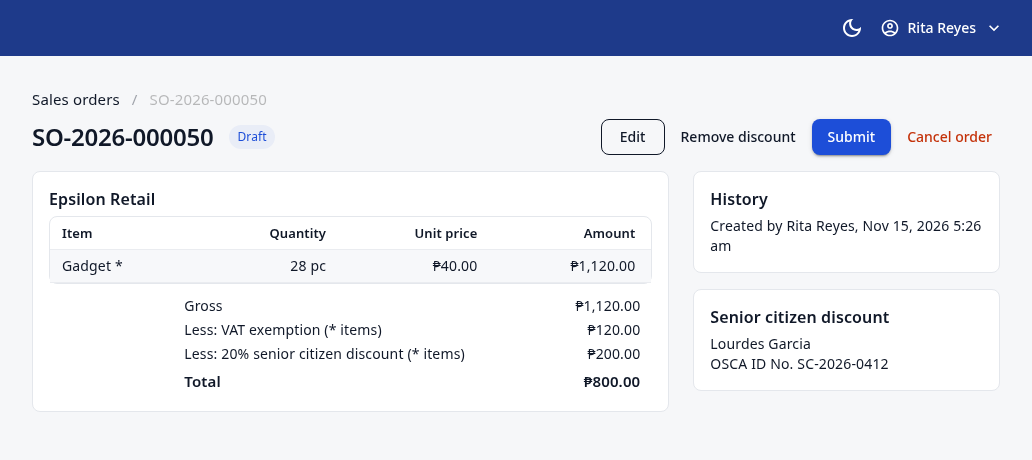 Rita Reyes
Sales orders / SO-2026-000050
SO-2026-000050 Draft Edit Remove discount Submit Cancel order
Epsilon Retail
Item Quantity Unit price Amount
Gadget * 28 pc ₱40.00 ₱1,120.00
Gross ₱1,120.00
Less: VAT exemption (* items) ₱120.00
Less: 20% senior citizen discount (* items) ₱200.00
Total ₱800.00
History
Created by Rita Reyes, Nov 15, 2026 5:26
am
Senior citizen discount
Lourdes Garcia
OSCA ID No. SC-2026-0412